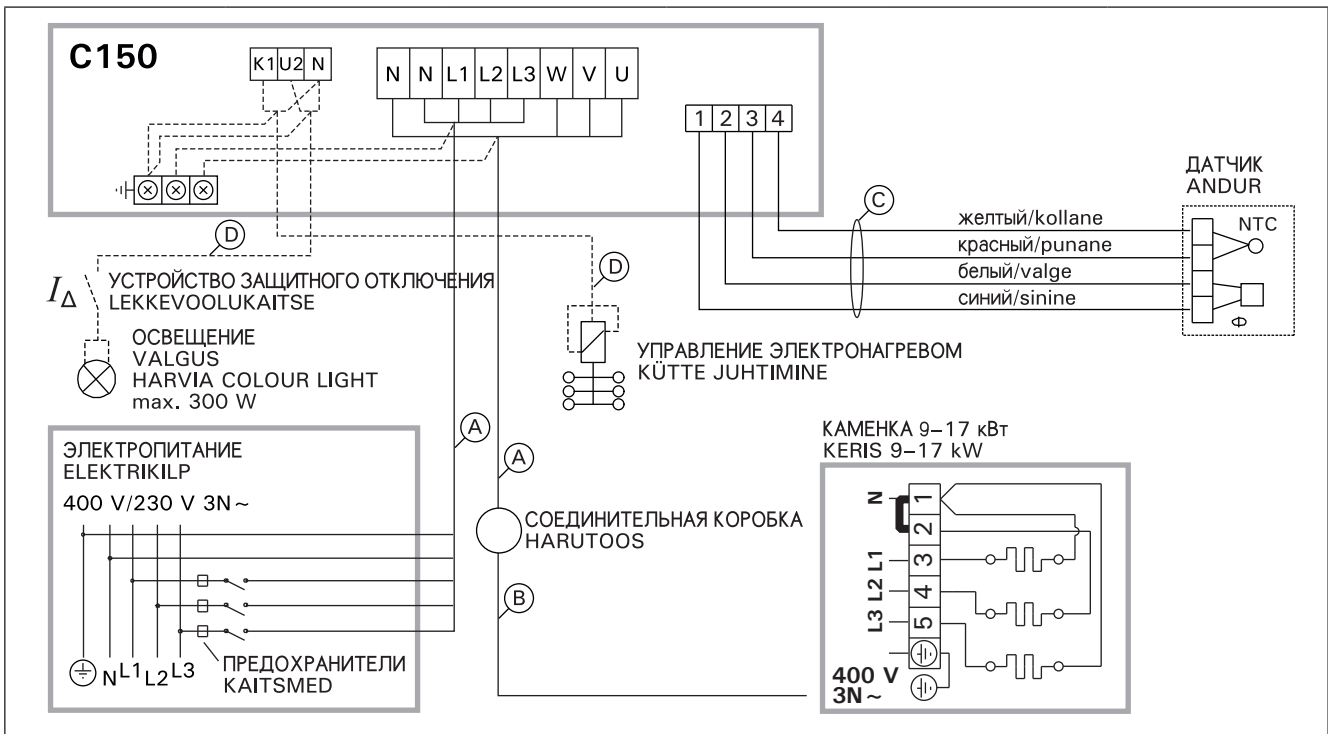 C150
K1 U2 N
N N L1 L2 L3 W V U
1 2 3 4
ДАТЧИК
ANDUR
NTC
C
желтый/kollane
красный/punane
белый/valge
синий/sinine
Φ
D
I∆
УСТРОЙСТВО ЗАЩИТНОГО ОТКЛЮЧЕНИЯ
LEKKEVOOLUKAITSE
D
ОСВЕЩЕНИЕ
VALGUS
HARVIA COLOUR LIGHT
max. 300 W
УПРАВЛЕНИЕ ЭЛЕКТРОНАГРЕВОМ
KÜTTE JUHTIMINE
A
A
ЭЛЕКТРОПИТАНИЕ
ELEKTRIKILP
400 V/230 V 3N~
N L1 L2 L3
ПРЕДОХРАНИТЕЛИ
KAITSMED
СОЕДИНИТЕЛЬНАЯ КОРОБКА
HARUTOOS
B
КАМЕНКА 9–17 кВт
KERIS 9–17 kW
N 1
2
L1 3
L2 4
L3 5
400 V
3N~